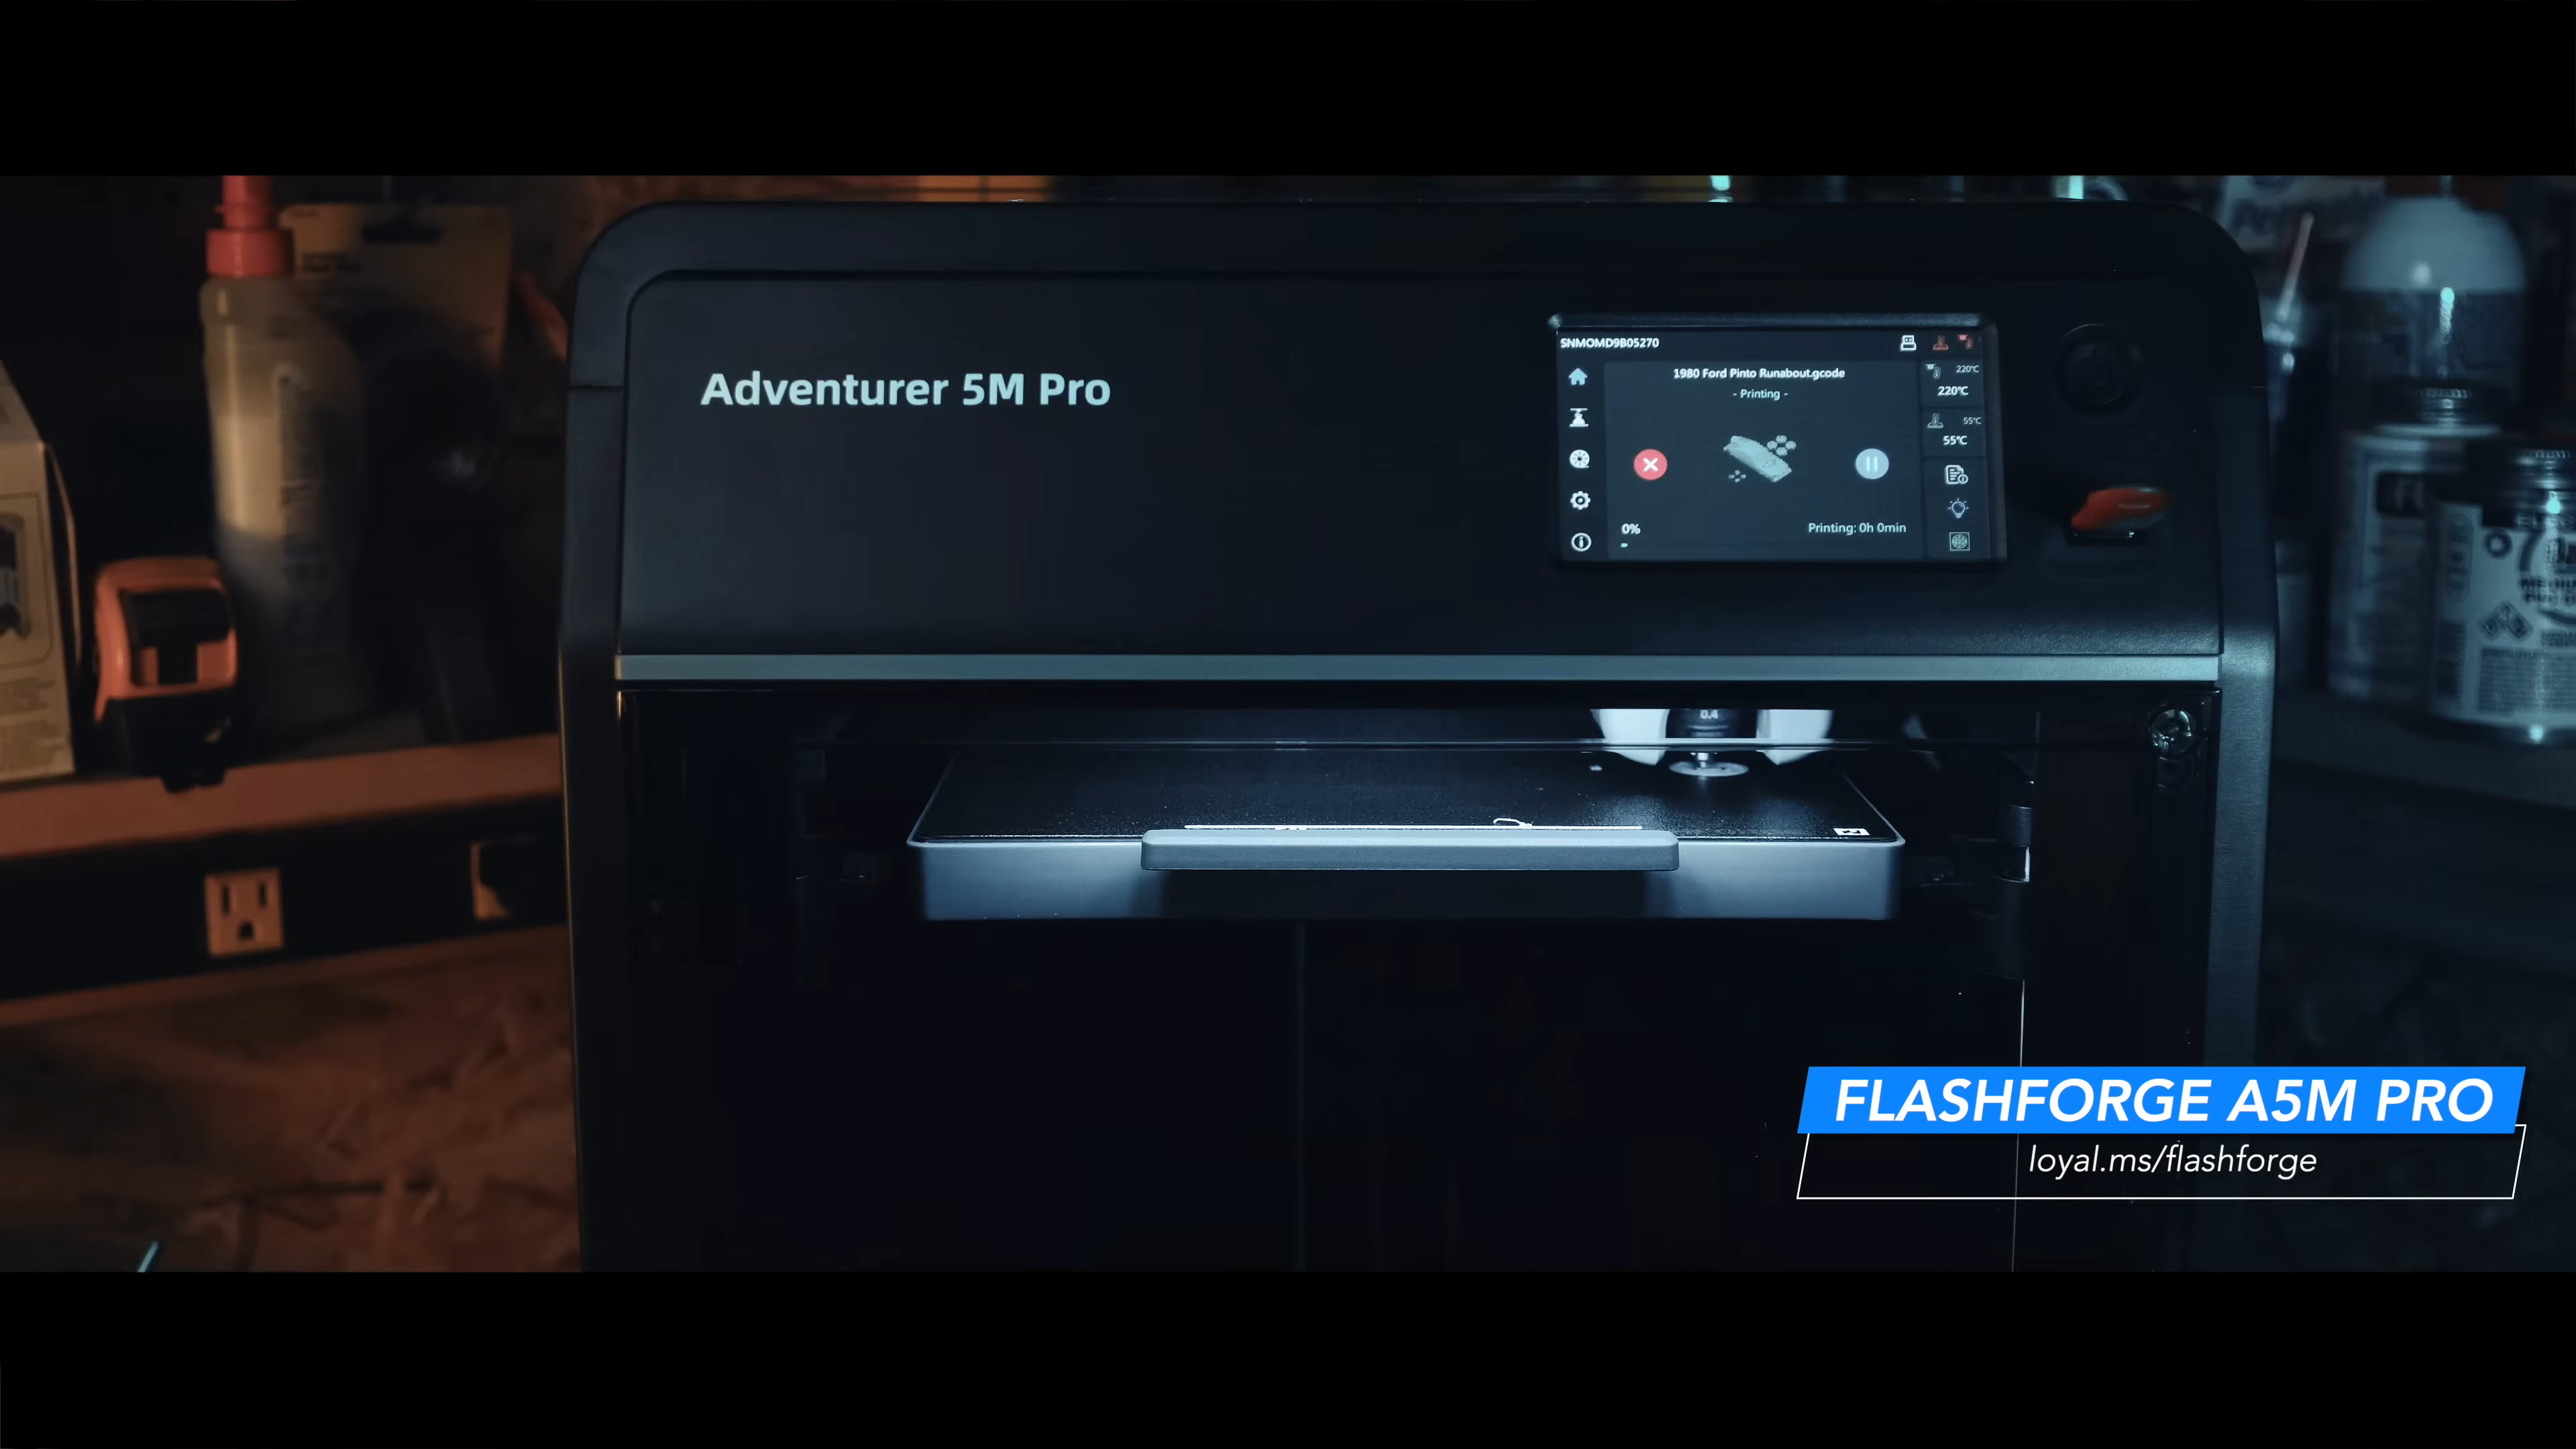 SNMOMD9B05270
Adventurer 5M Pro
1980 Ford Pinto Runabout.gcode
- Printing -
220℃
220℃
55℃
55℃
0%
Printing: 0h 0min
0.4
FLASHFORGE A5M PRO
loyal.ms/flashforge